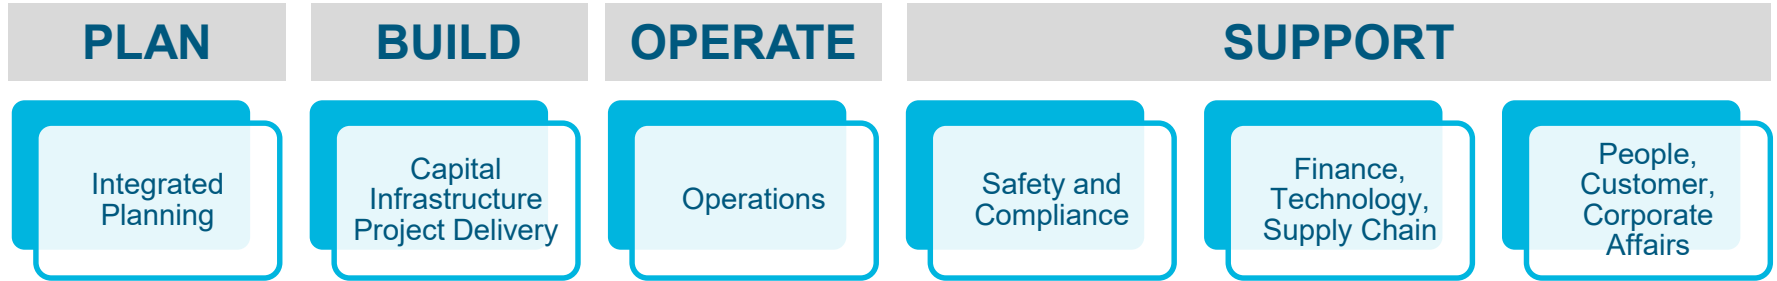 PLAN
BUILD
OPERATE
SUPPORT
Integrated
Planning
Capital
Infrastructure
Project Delivery
Operations
Safety and
Compliance
Finance,
Technology,
Supply Chain
People,
Customer,
Corporate
Affairs